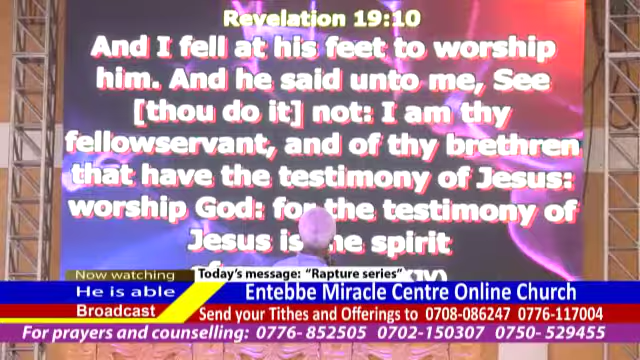 Revelation 19:10
And I fell at his feet to worship
him. And he said unto me, See
[thou do it] not: I am thy
fellowservant, and of thy brethren
that have the testimony of Jesus:
worship God: for the testimony of
Jesus is the spirit
Now watching
Today's message: "Rapture series"
He is able
Entebbe Miracle Centre Online Church
Broadcast
Send your Tithes and Offerings to 0708-086247 0776-117004
For prayers and counselling: 0776- 852505 0702-150307 0750- 529455